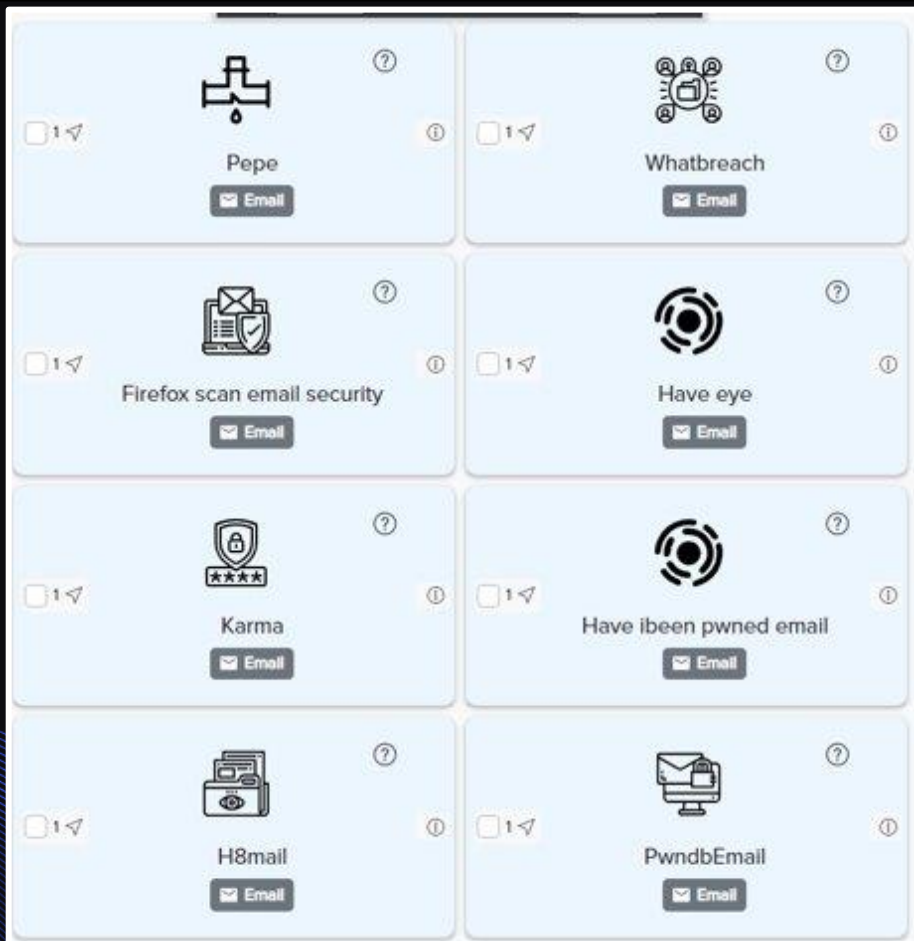 1
Pepe
Email
1
Whatbreach
Email
1
Firefox scan email security
Email
1
Have eye
Email
1
Karma
Email
****
1
Have ibeen pwned email
Email
1
H8mail
Email
1
PwndbEmail
Email